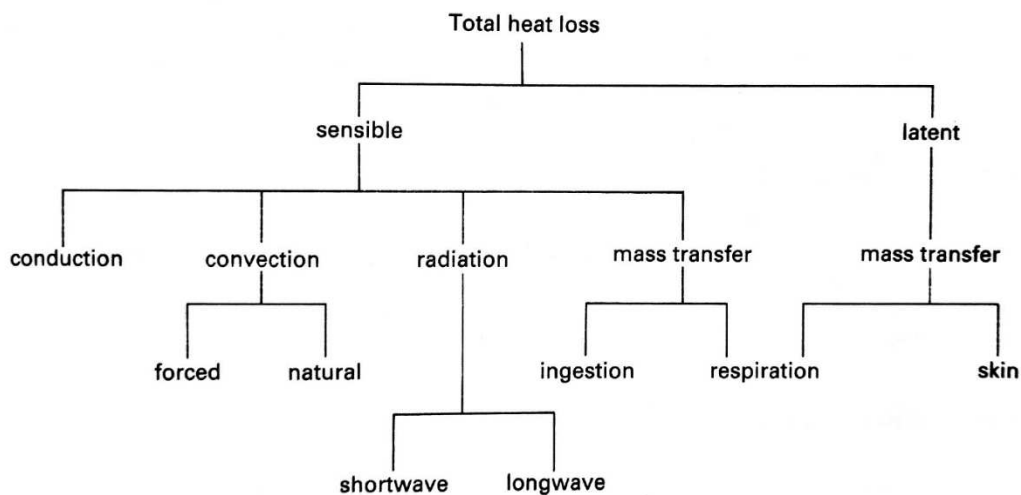 Total heat loss
sensible
latent
conduction
convection
radiation
mass transfer
mass transfer
forced
natural
ingestion
respiration
skin
shortwave
longwave